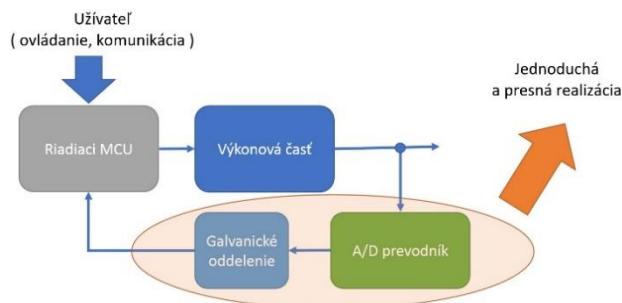 Užívateľ
( ovládanie, komunikácia )
Jednoduchá
a presná realizácia
Riadiaci MCU
Výkonová časť
Galvanické
oddelenie
A/D prevodník